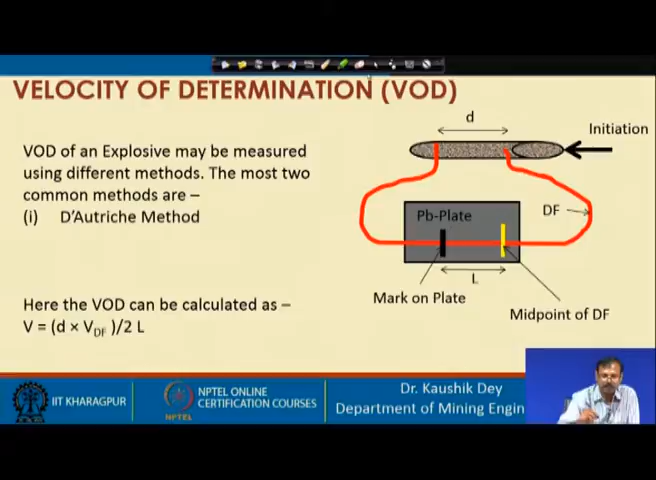 VELOCITY OF DETERMINATION (VOD)
VOD of an Explosive may be measured
using different methods. The most two
common methods are –
(i) D'Autriche Method
Here the VOD can be calculated as –
V = (d × VDF )/2 L
d
Initiation
Pb-Plate
DF
L
Mark on Plate
Midpoint of DF
IIT KHARAGPUR
NPTEL
NPTEL ONLINE
CERTIFICATION COURSES
Dr. Kaushik Dey
Department of Mining Engin